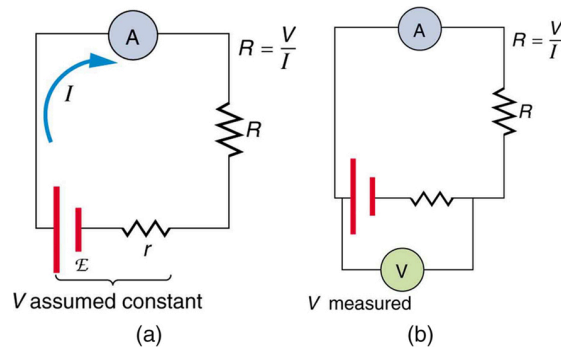 A
R = V/I
I
R
ℰ
r
V assumed constant
(a)
A
R = V/I
R
V
V measured
(b)